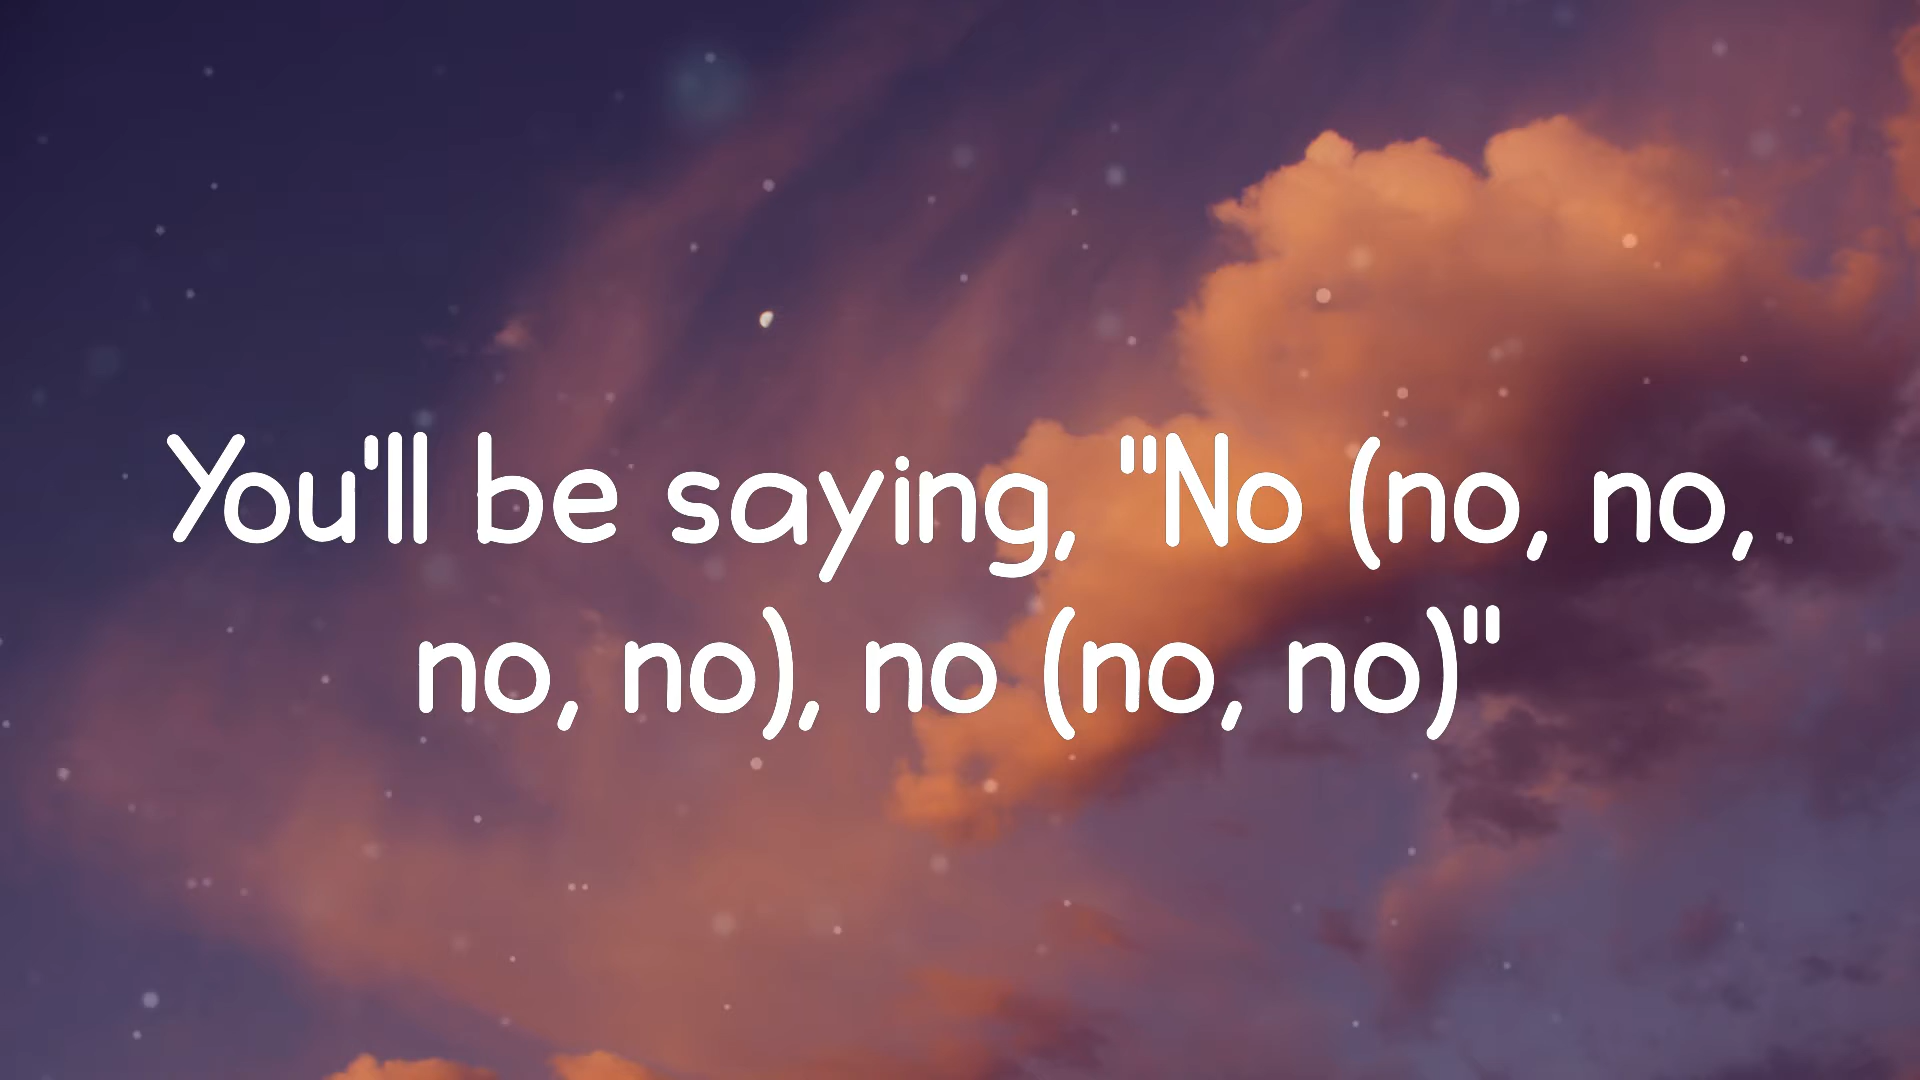 You'll be saying, "No (no, no,
no, no), no (no, no)"